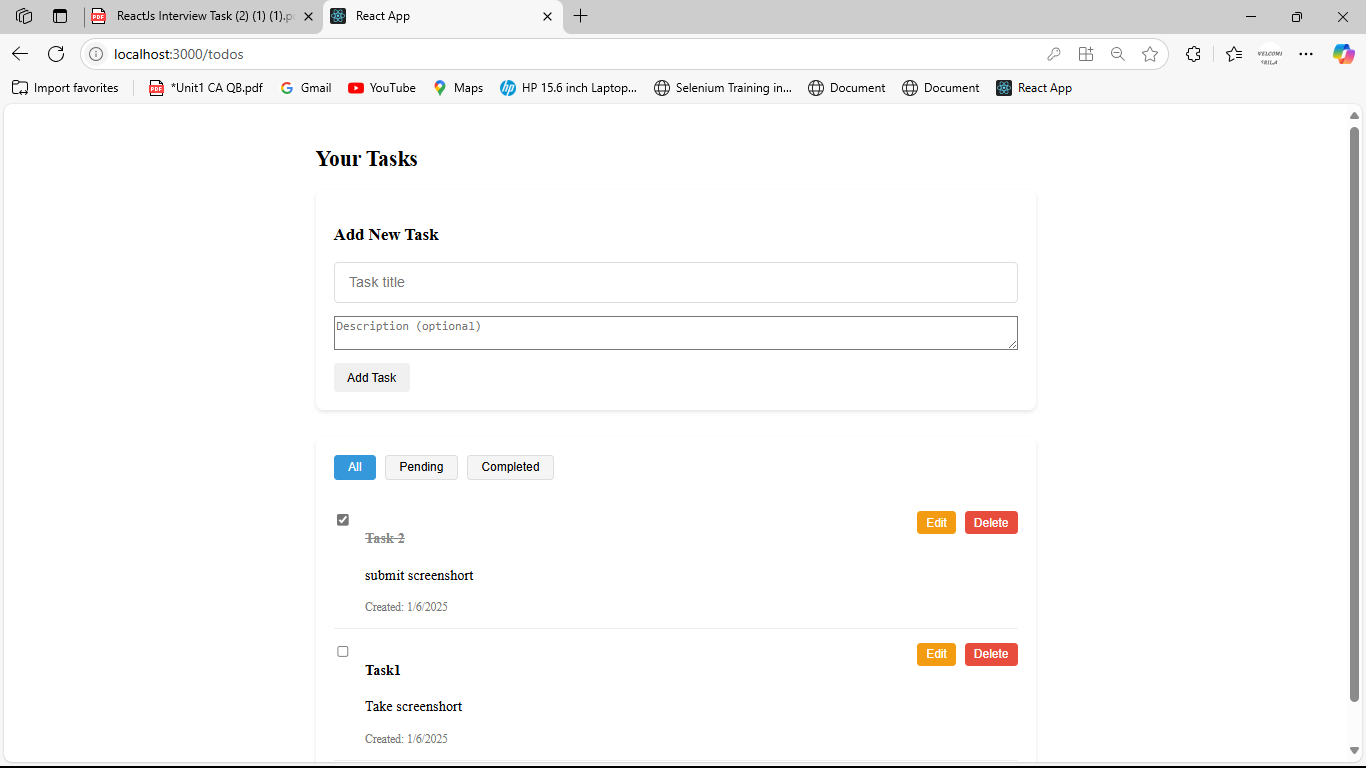 ReactJs Interview Task (2) (1) (1).p
React App
localhost:3000/todos
Import favorites
*Unit1 CA QB.pdf
Gmail
YouTube
Maps
HP 15.6 inch Laptop...
Selenium Training in...
Document
Document
React App
Your Tasks
Add New Task
Task title
Description (optional)
Add Task
All
Pending
Completed
Task 2
Edit
Delete
submit screenshort
Created: 1/6/2025
Task1
Edit
Delete
Take screenshort
Created: 1/6/2025